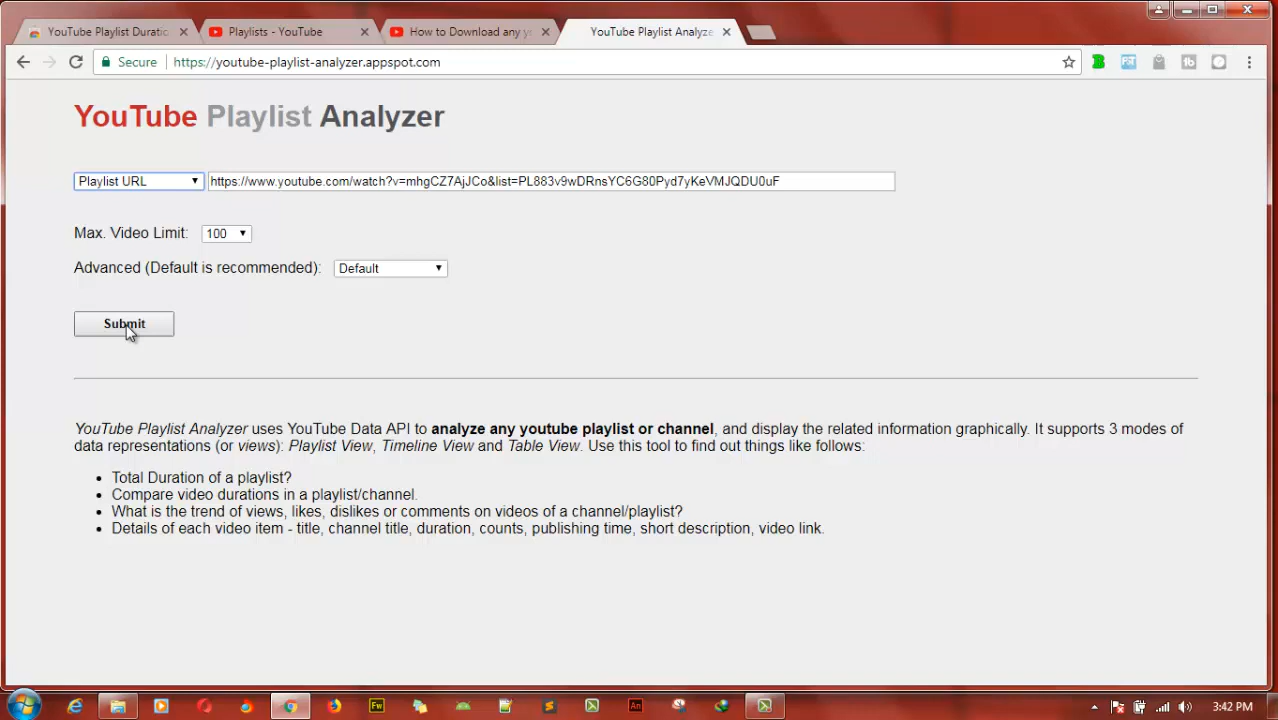 YouTube Playlist Duratio
Playlists - YouTube
How to Download any y
YouTube Playlist Analyze
Secure
https://youtube-playlist-analyzer.appspot.com
YouTube Playlist Analyzer
Playlist URL
https://www.youtube.com/watch?v=mhgCZ7AjJCo&list=PL883v9wDRnsYC6G80Pyd7yKeVMJQDU0uF
Max. Video Limit: 100
Advanced (Default is recommended): Default
Submit
YouTube Playlist Analyzer uses YouTube Data API to analyze any youtube playlist or channel, and display the related information graphically. It supports 3 modes of
data representations (or views): Playlist View, Timeline View and Table View. Use this tool to find out things like follows:
• Total Duration of a playlist?
• Compare video durations in a playlist/channel.
• What is the trend of views, likes, dislikes or comments on videos of a channel/playlist?
• Details of each video item - title, channel title, duration, counts, publishing time, short description, video link.
Fw
An
3:42 PM